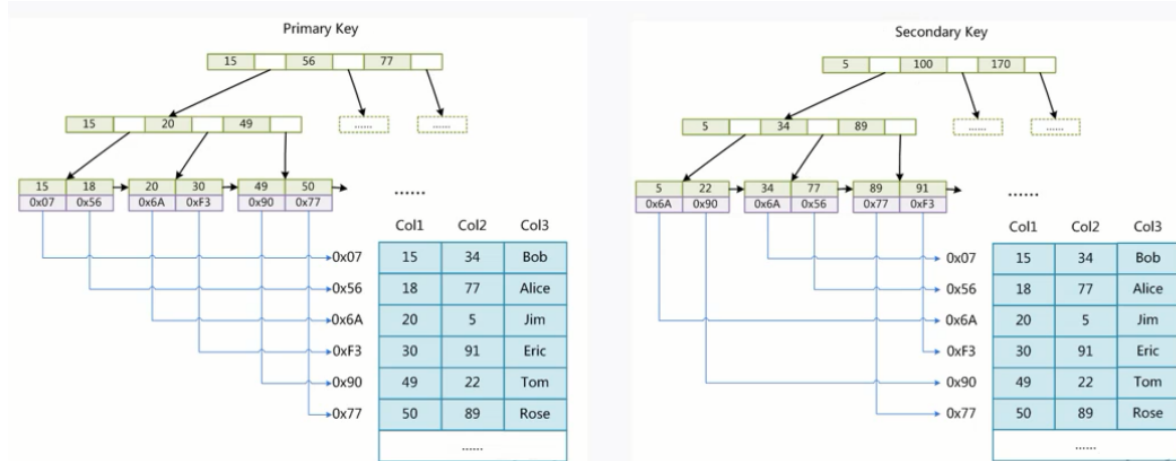 Primary Key
15 56 77
15 20 49
...... ......
15 18 20 30 49 50
0x07 0x56 0x6A 0xF3 0x90 0x77
......
Col1 Col2 Col3
0x07 15 34 Bob
0x56 18 77 Alice
0x6A 20 5 Jim
0xF3 30 91 Eric
0x90 49 22 Tom
0x77 50 89 Rose
......
Secondary Key
5 100 170
5 34 89
...... ......
5 22 34 77 89 91
0x6A 0x90 0x6A 0x56 0x77 0xF3
......
Col1 Col2 Col3
0x07 15 34 Bob
0x56 18 77 Alice
0x6A 20 5 Jim
0xF3 30 91 Eric
0x90 49 22 Tom
0x77 50 89 Rose
......